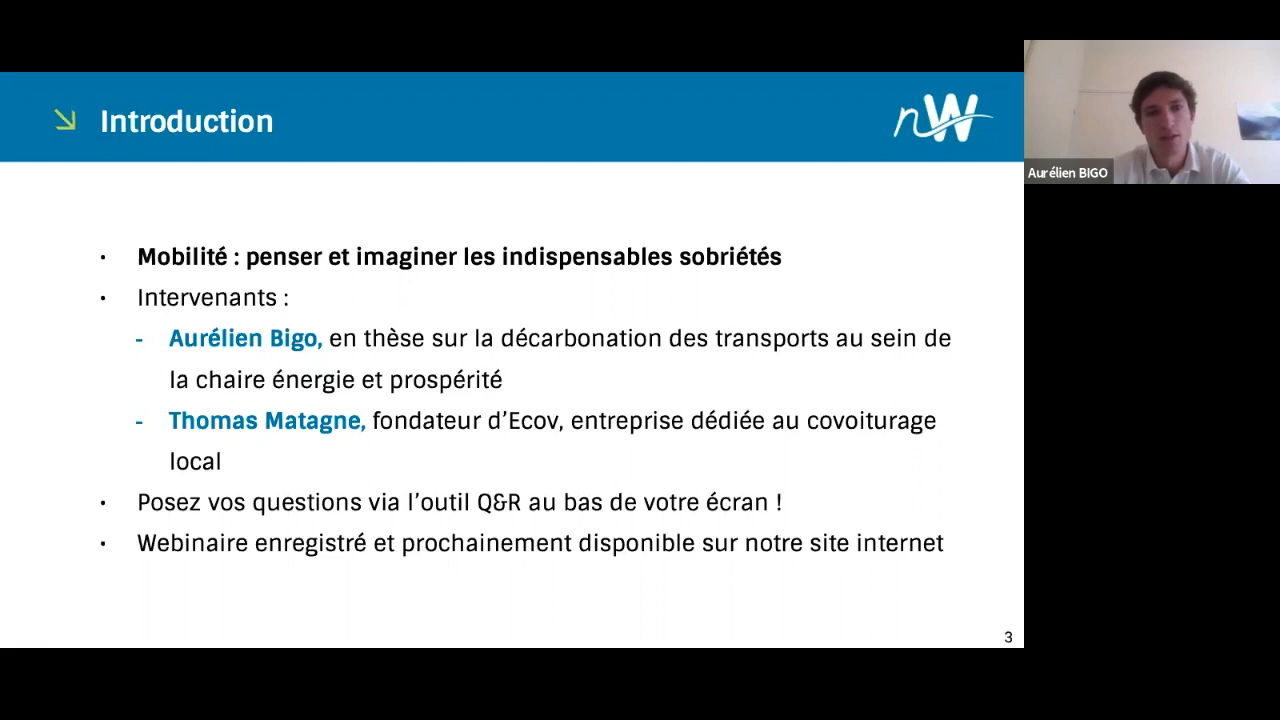 Introduction
nW
Aurélien BIGO
• Mobilité : penser et imaginer les indispensables sobriétés
• Intervenants :
- Aurélien Bigo, en thèse sur la décarbonation des transports au sein de
la chaire énergie et prospérité
- Thomas Matagne, fondateur d’Ecov, entreprise dédiée au covoiturage
local
• Posez vos questions via l’outil Q&R au bas de votre écran !
• Webinaire enregistré et prochainement disponible sur notre site internet
3